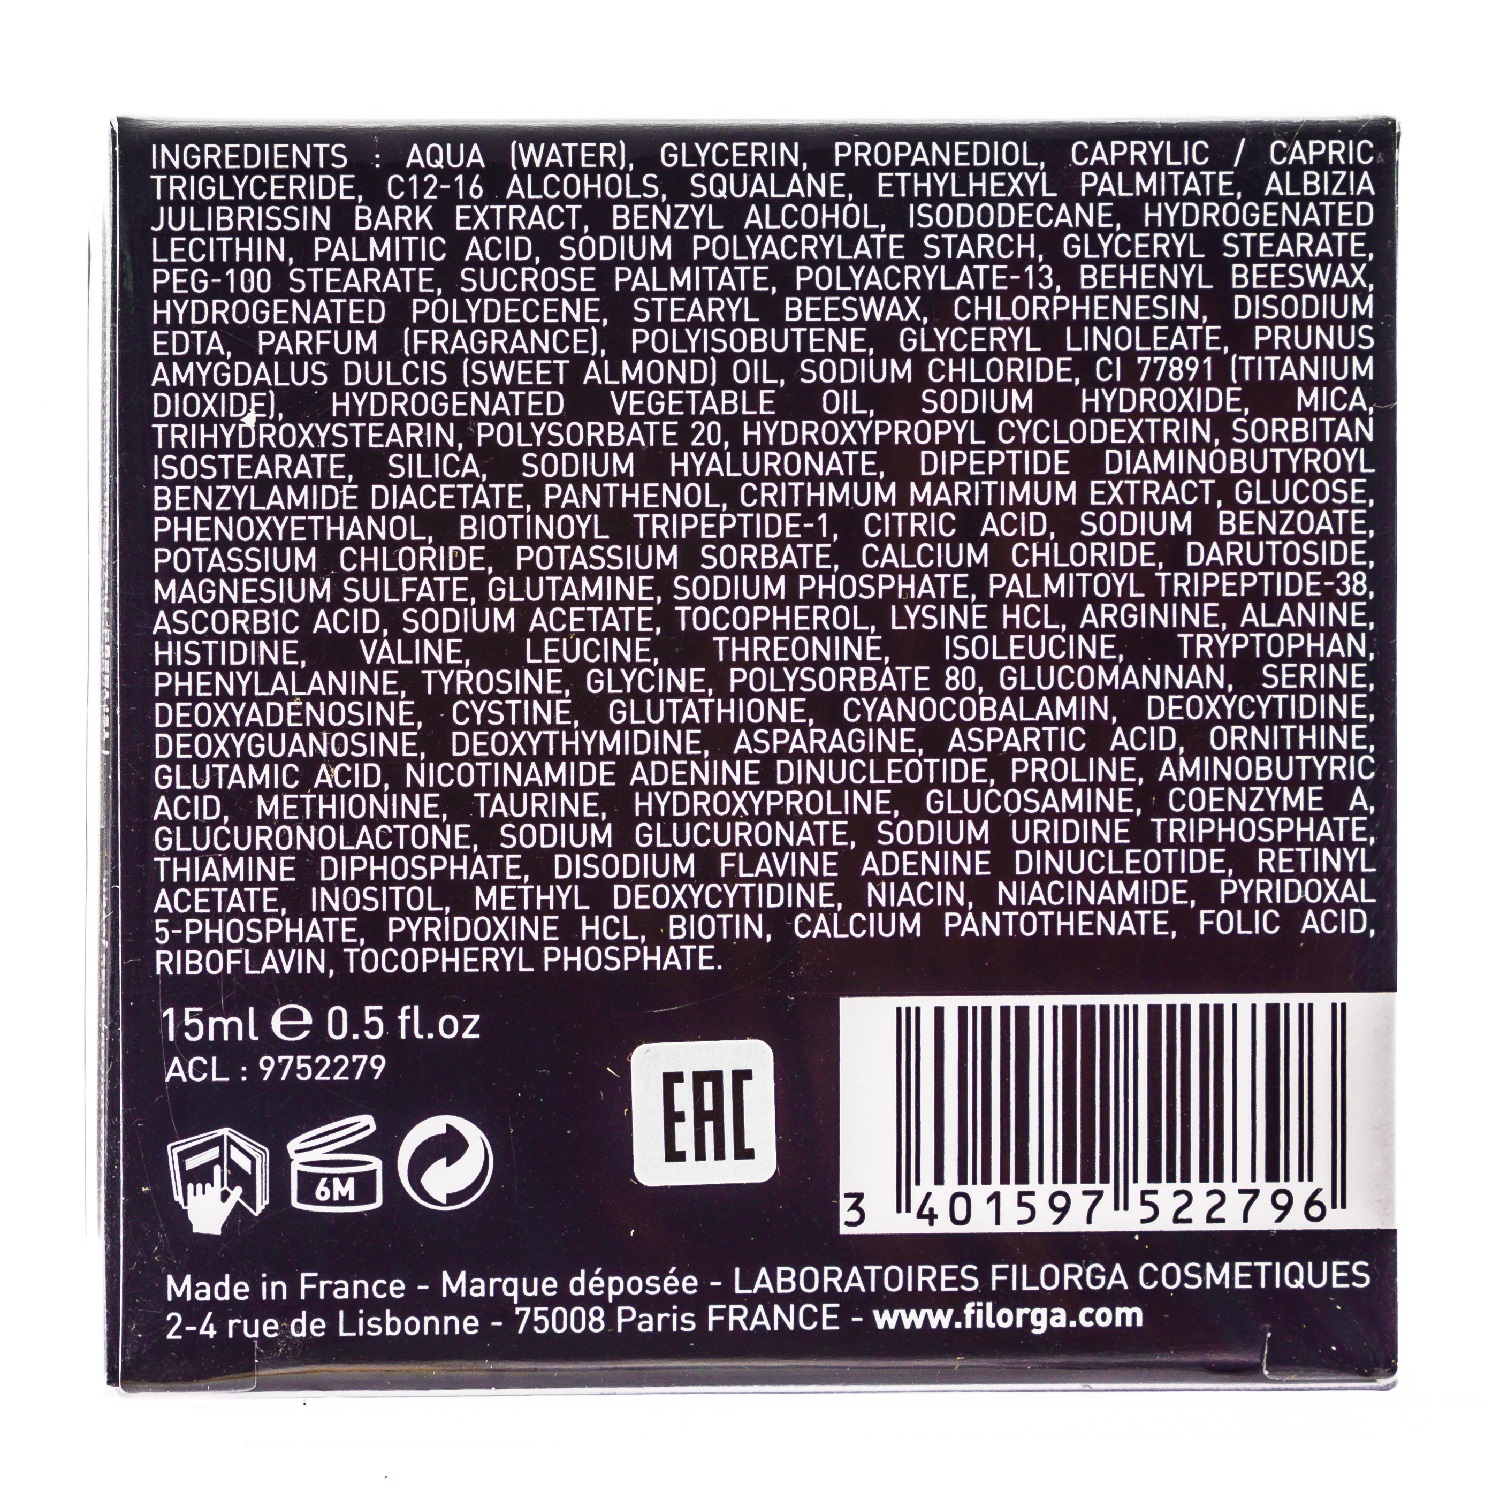 INGREDIENTS : AQUA (WATER), GLYCERIN, PROPANEDIOL, CAPRYLIC / CAPRIC
TRIGLYCERIDE, C12-16 ALCOHOLS, SQUALANE, ETHYLHEXYL PALMITATE, ALBIZIA
JULIBRISSIN BARK EXTRACT, BENZYL ALCOHOL, ISODODECANE, HYDROGENATED
LECITHIN, PALMITIC ACID, SODIUM POLYACRYLATE STARCH, GLYCERYL STEARATE,
PEG-100 STEARATE, SUCROSE PALMITATE, POLYACRYLATE-13, BEHENYL BEESWAX,
HYDROGENATED POLYDECENE, STEARYL BEESWAX, CHLORPHENESIN, DISODIUM
EDTA, PARFUM (FRAGRANCE), POLYISOBUTENE, GLYCERYL LINOLEATE, PRUNUS
AMYGDALUS DULCIS (SWEET ALMOND) OIL, SODIUM CHLORIDE, CI 77891 (TITANIUM
DIOXIDE), HYDROGENATED VEGETABLE OIL, SODIUM HYDROXIDE, MICA,
TRIHYDROXYSTEARIN, POLYSORBATE 20, HYDROXYPROPYL CYCLODEXTRIN, SORBITAN
ISOSTEARATE, SILICA, SODIUM HYALURONATE, DIPEPTIDE DIAMINOBUTYROYL
BENZYLAMIDE DIACETATE, PANTHENOL, CRITHMUM MARITIMUM EXTRACT, GLUCOSE,
PHENOXYETHANOL, BIOTINOYL TRIPEPTIDE-1, CITRIC ACID, SODIUM BENZOATE,
POTASSIUM CHLORIDE, POTASSIUM SORBATE, CALCIUM CHLORIDE, DARUTOSIDE,
MAGNESIUM SULFATE, GLUTAMINE, SODIUM PHOSPHATE, PALMITOYL TRIPEPTIDE-38,
ASCORBIC ACID, SODIUM ACETATE, TOCOPHEROL, LYSINE HCL, ARGININE, ALANINE,
HISTIDINE, VALINE, LEUCINE, THREONINE, ISOLEUCINE, TRYPTOPHAN,
PHENYLALANINE, TYROSINE, GLYCINE, POLYSORBATE 80, GLUCOMANNAN, SERINE,
DEOXYADENOSINE, CYSTINE, GLUTATHIONE, CYANOCOBALAMIN, DEOXYCYTIDINE,
DEOXYGUANOSINE, DEOXYTHYMIDINE, ASPARAGINE, ASPARTIC ACID, ORNITHINE,
GLUTAMIC ACID, NICOTINAMIDE ADENINE DINUCLEOTIDE, PROLINE, AMINOBUTYRIC
ACID, METHIONINE, TAURINE, HYDROXYPROLINE, GLUCOSAMINE, COENZYME A,
GLUCURONOLACTONE, SODIUM GLUCURONATE, SODIUM URIDINE TRIPHOSPHATE,
THIAMINE DIPHOSPHATE, DISODIUM FLAVINE ADENINE DINUCLEOTIDE, RETINYL
ACETATE, INOSITOL, METHYL DEOXYCYTIDINE, NIACIN, NIACINAMIDE, PYRIDOXAL
5-PHOSPHATE, PYRIDOXINE HCL, BIOTIN, CALCIUM PANTOTHENATE, FOLIC ACID,
RIBOFLAVIN, TOCOPHERYL PHOSPHATE.
15ml e 0.5 fl.oz
ACL : 9752279
6M
EAC
3 401597 522796
Made in France - Marque déposée - LABORATOIRES FILORGA COSMETIQUES
2-4 rue de Lisbonne - 75008 Paris FRANCE - www.filorga.com